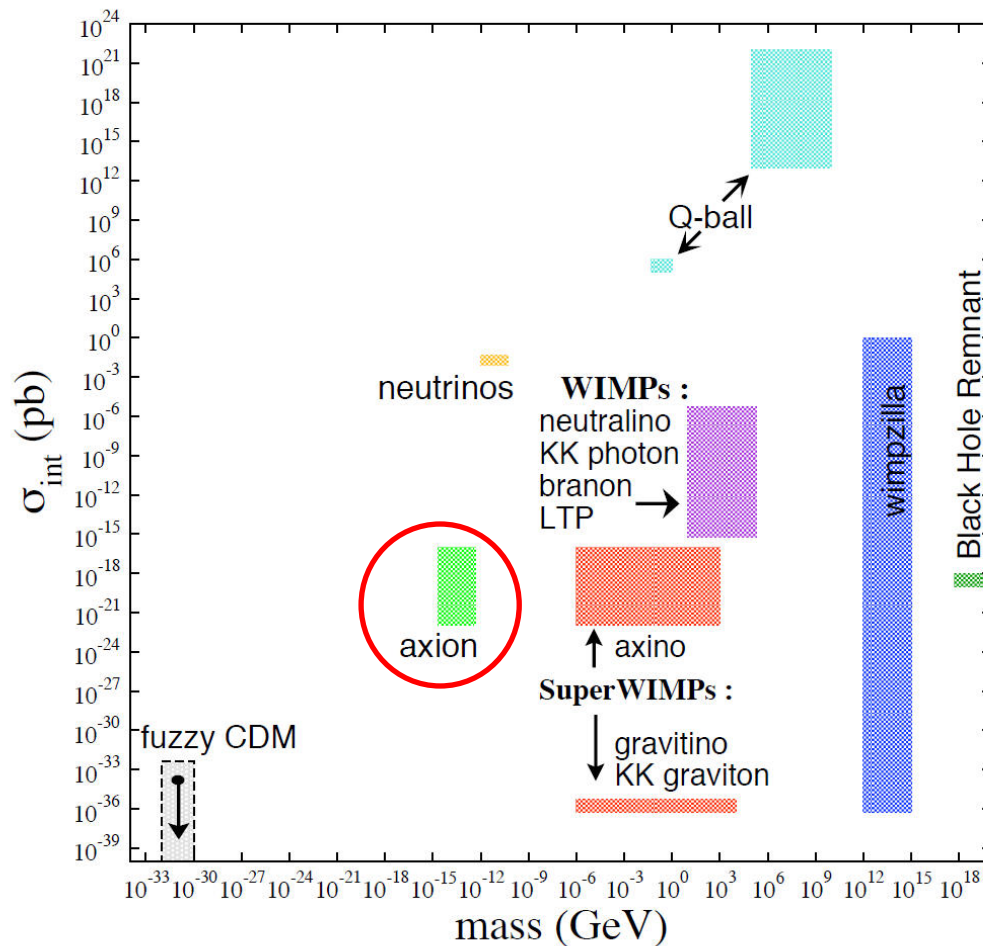 10^24
10^21
10^18
10^15
10^12
10^9
10^6
10^3
10^0
10^-3
10^-6
10^-9
10^-12
10^-15
10^-18
10^-21
10^-24
10^-27
10^-30
10^-33
10^-36
10^-39
σ_int (pb)
Q-ball
neutrinos
WIMPs :
neutralino
KK photon
branon
LTP
wimpzilla
Black Hole Remnant
axion
axino
SuperWIMPs :
fuzzy CDM
gravitino
KK graviton
10^-33 10^-30 10^-27 10^-24 10^-21 10^-18 10^-15 10^-12 10^-9 10^-6 10^-3 10^0 10^3 10^6 10^9 10^12 10^15 10^18
mass (GeV)